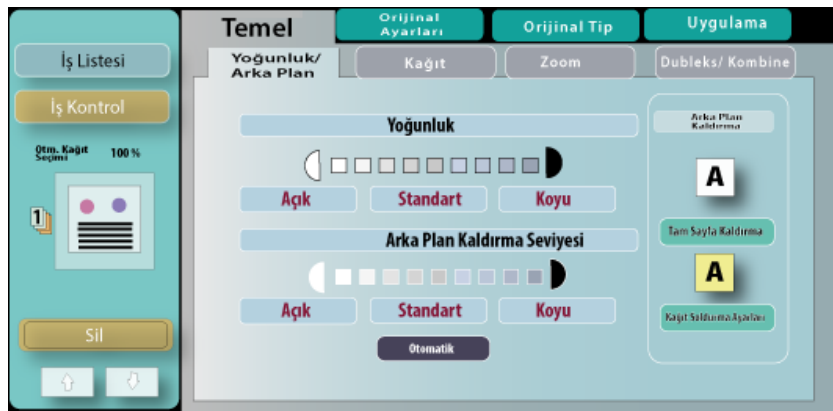 Temel
Orijinal
Ayarları
Orijinal Tip
Uygulama
İş Listesi
Yoğunluk/
Arka Plan
Kağıt
Zoom
Dubleks/ Kombine
İş Kontrol
Otm. Kağıt
Seçimi
100 %
1
Yoğunluk
Açık
Standart
Koyu
Arka Plan Kaldırma Seviyesi
Açık
Standart
Koyu
Otomatik
Arka Plan
Kaldırma
A
Tam Sayfa Kaldırma
A
Kağıt Soldurma Ayarları
Sil